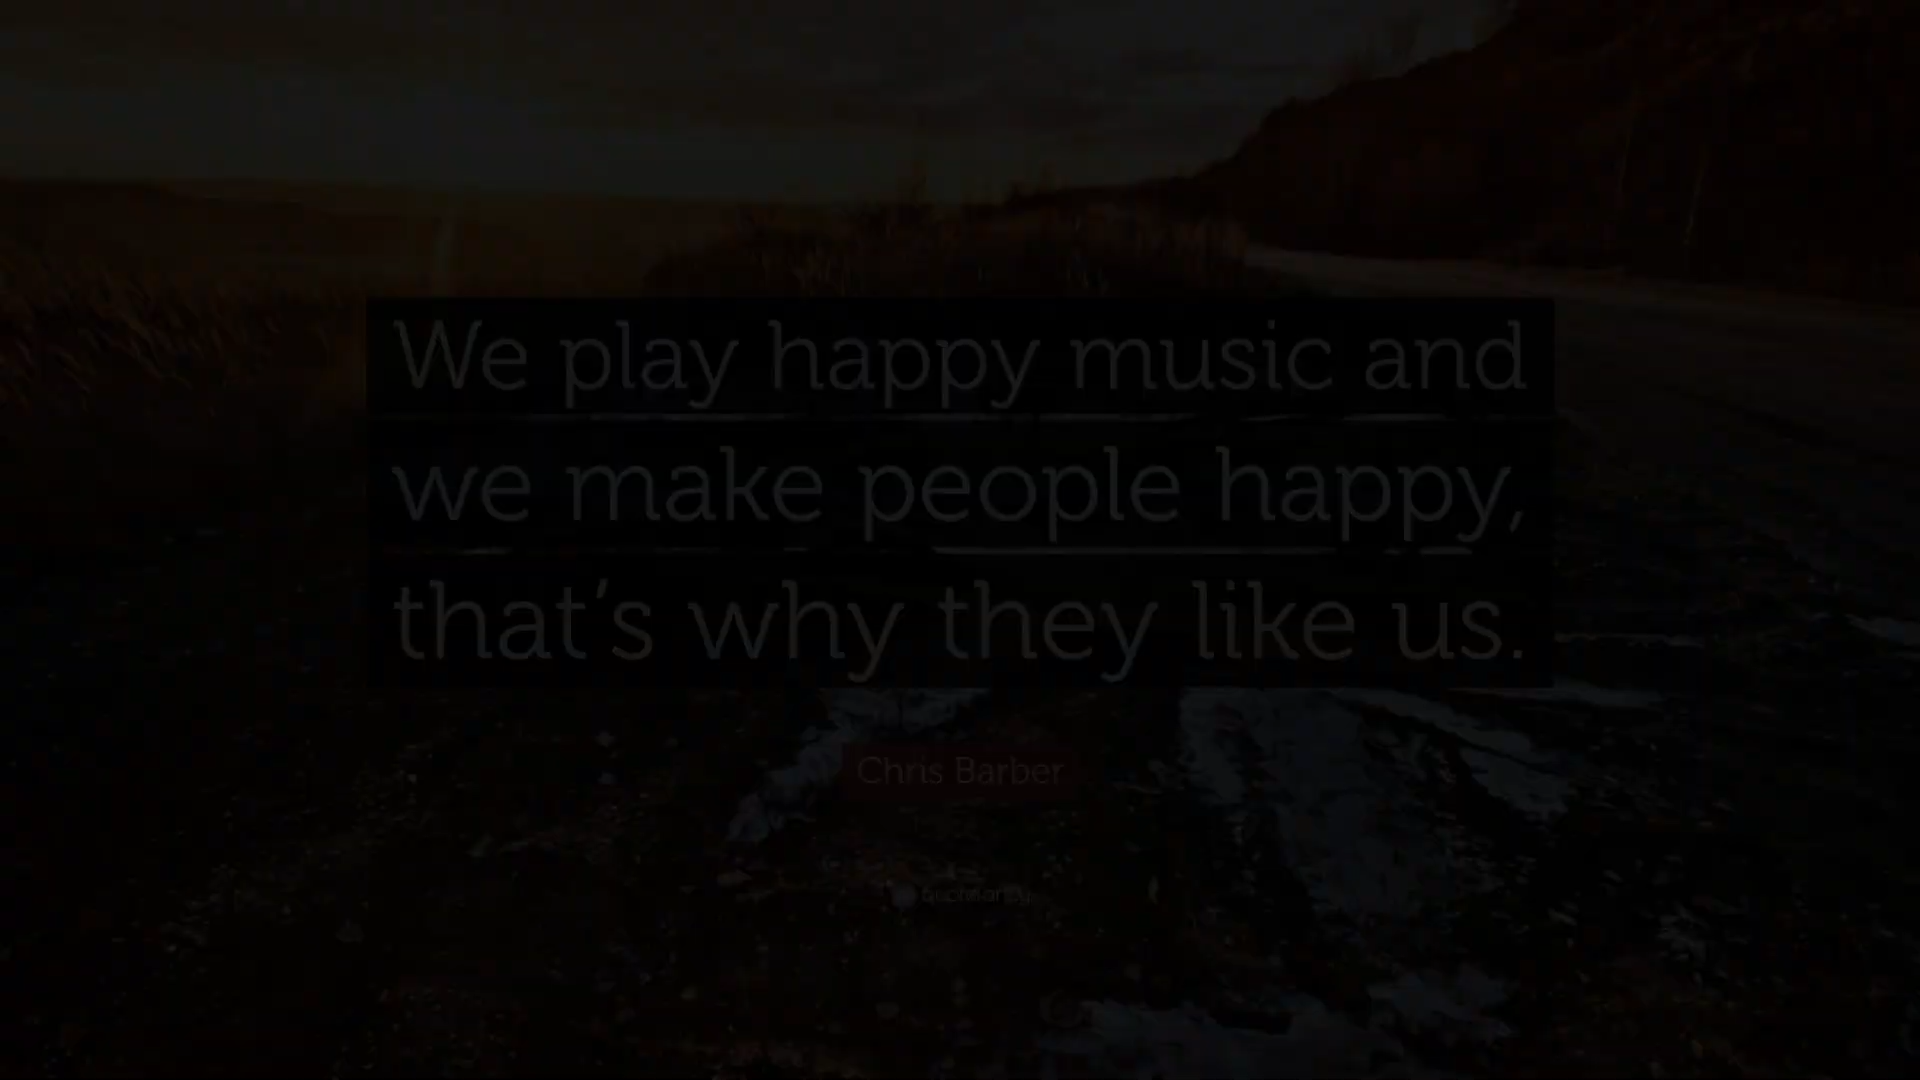 We play happy music and
we make people happy,
that’s why they like us.
Chris Barber